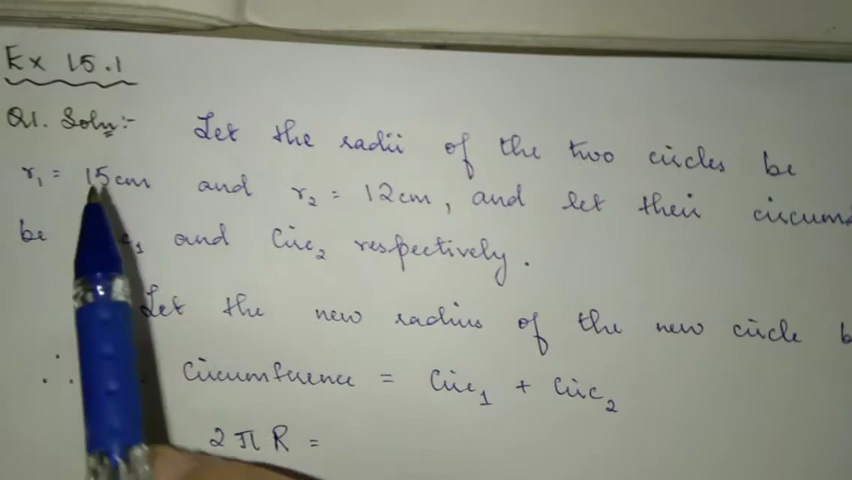 Ex 15.1
Q1. Soln:- Let the radii of the two circles be
r₁ = 15cm and r₂ = 12cm, and let their
be and Circ₂ respectively.
Let the new radius of the new circle
∴ Circumference = Circ₁ + Circ₂
2πR =